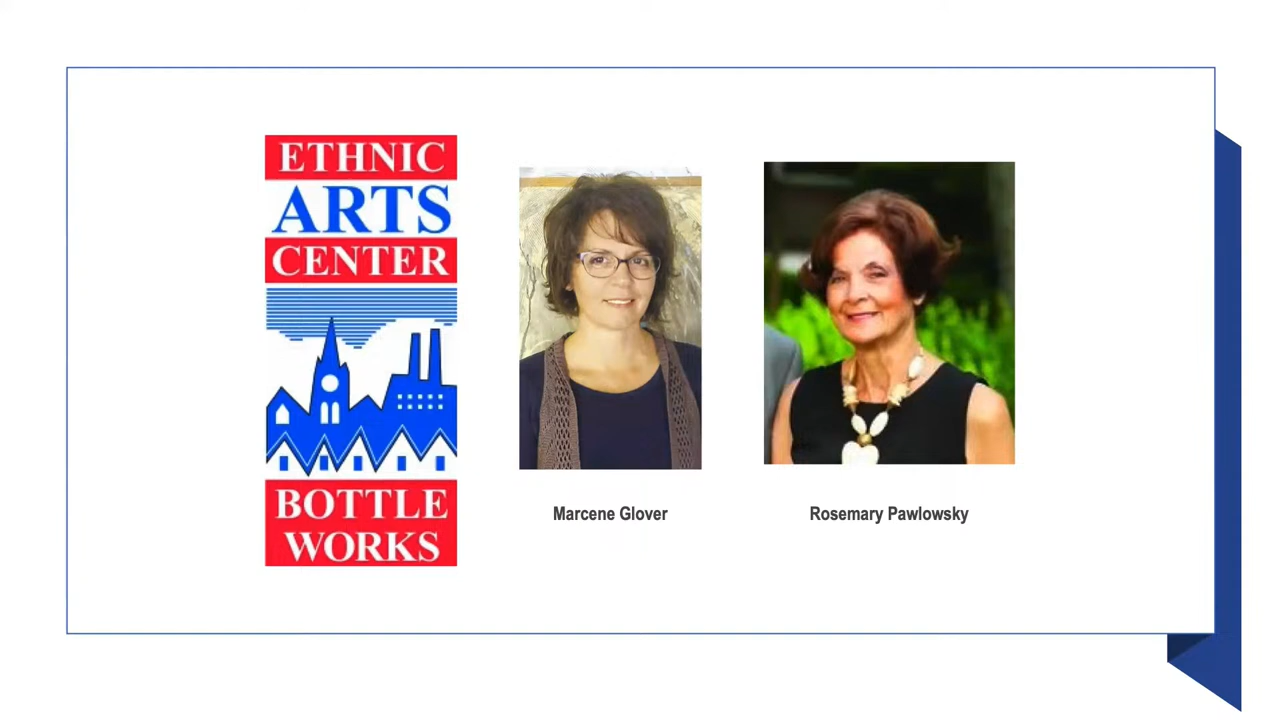 ETHNIC
ARTS
CENTER
BOTTLE
WORKS
Marcene Glover
Rosemary Pawlowsky